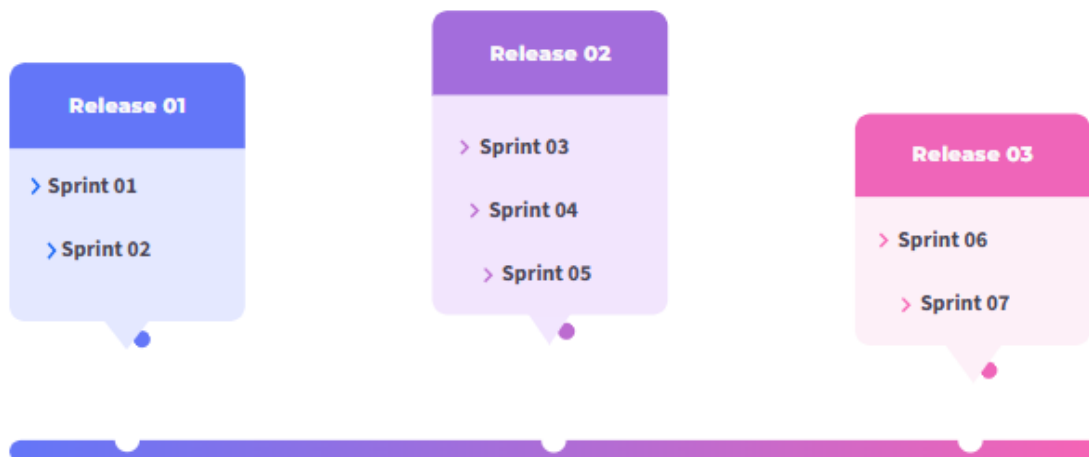 Release 01
Sprint 01
Sprint 02
Release 02
Sprint 03
Sprint 04
Sprint 05
Release 03
Sprint 06
Sprint 07